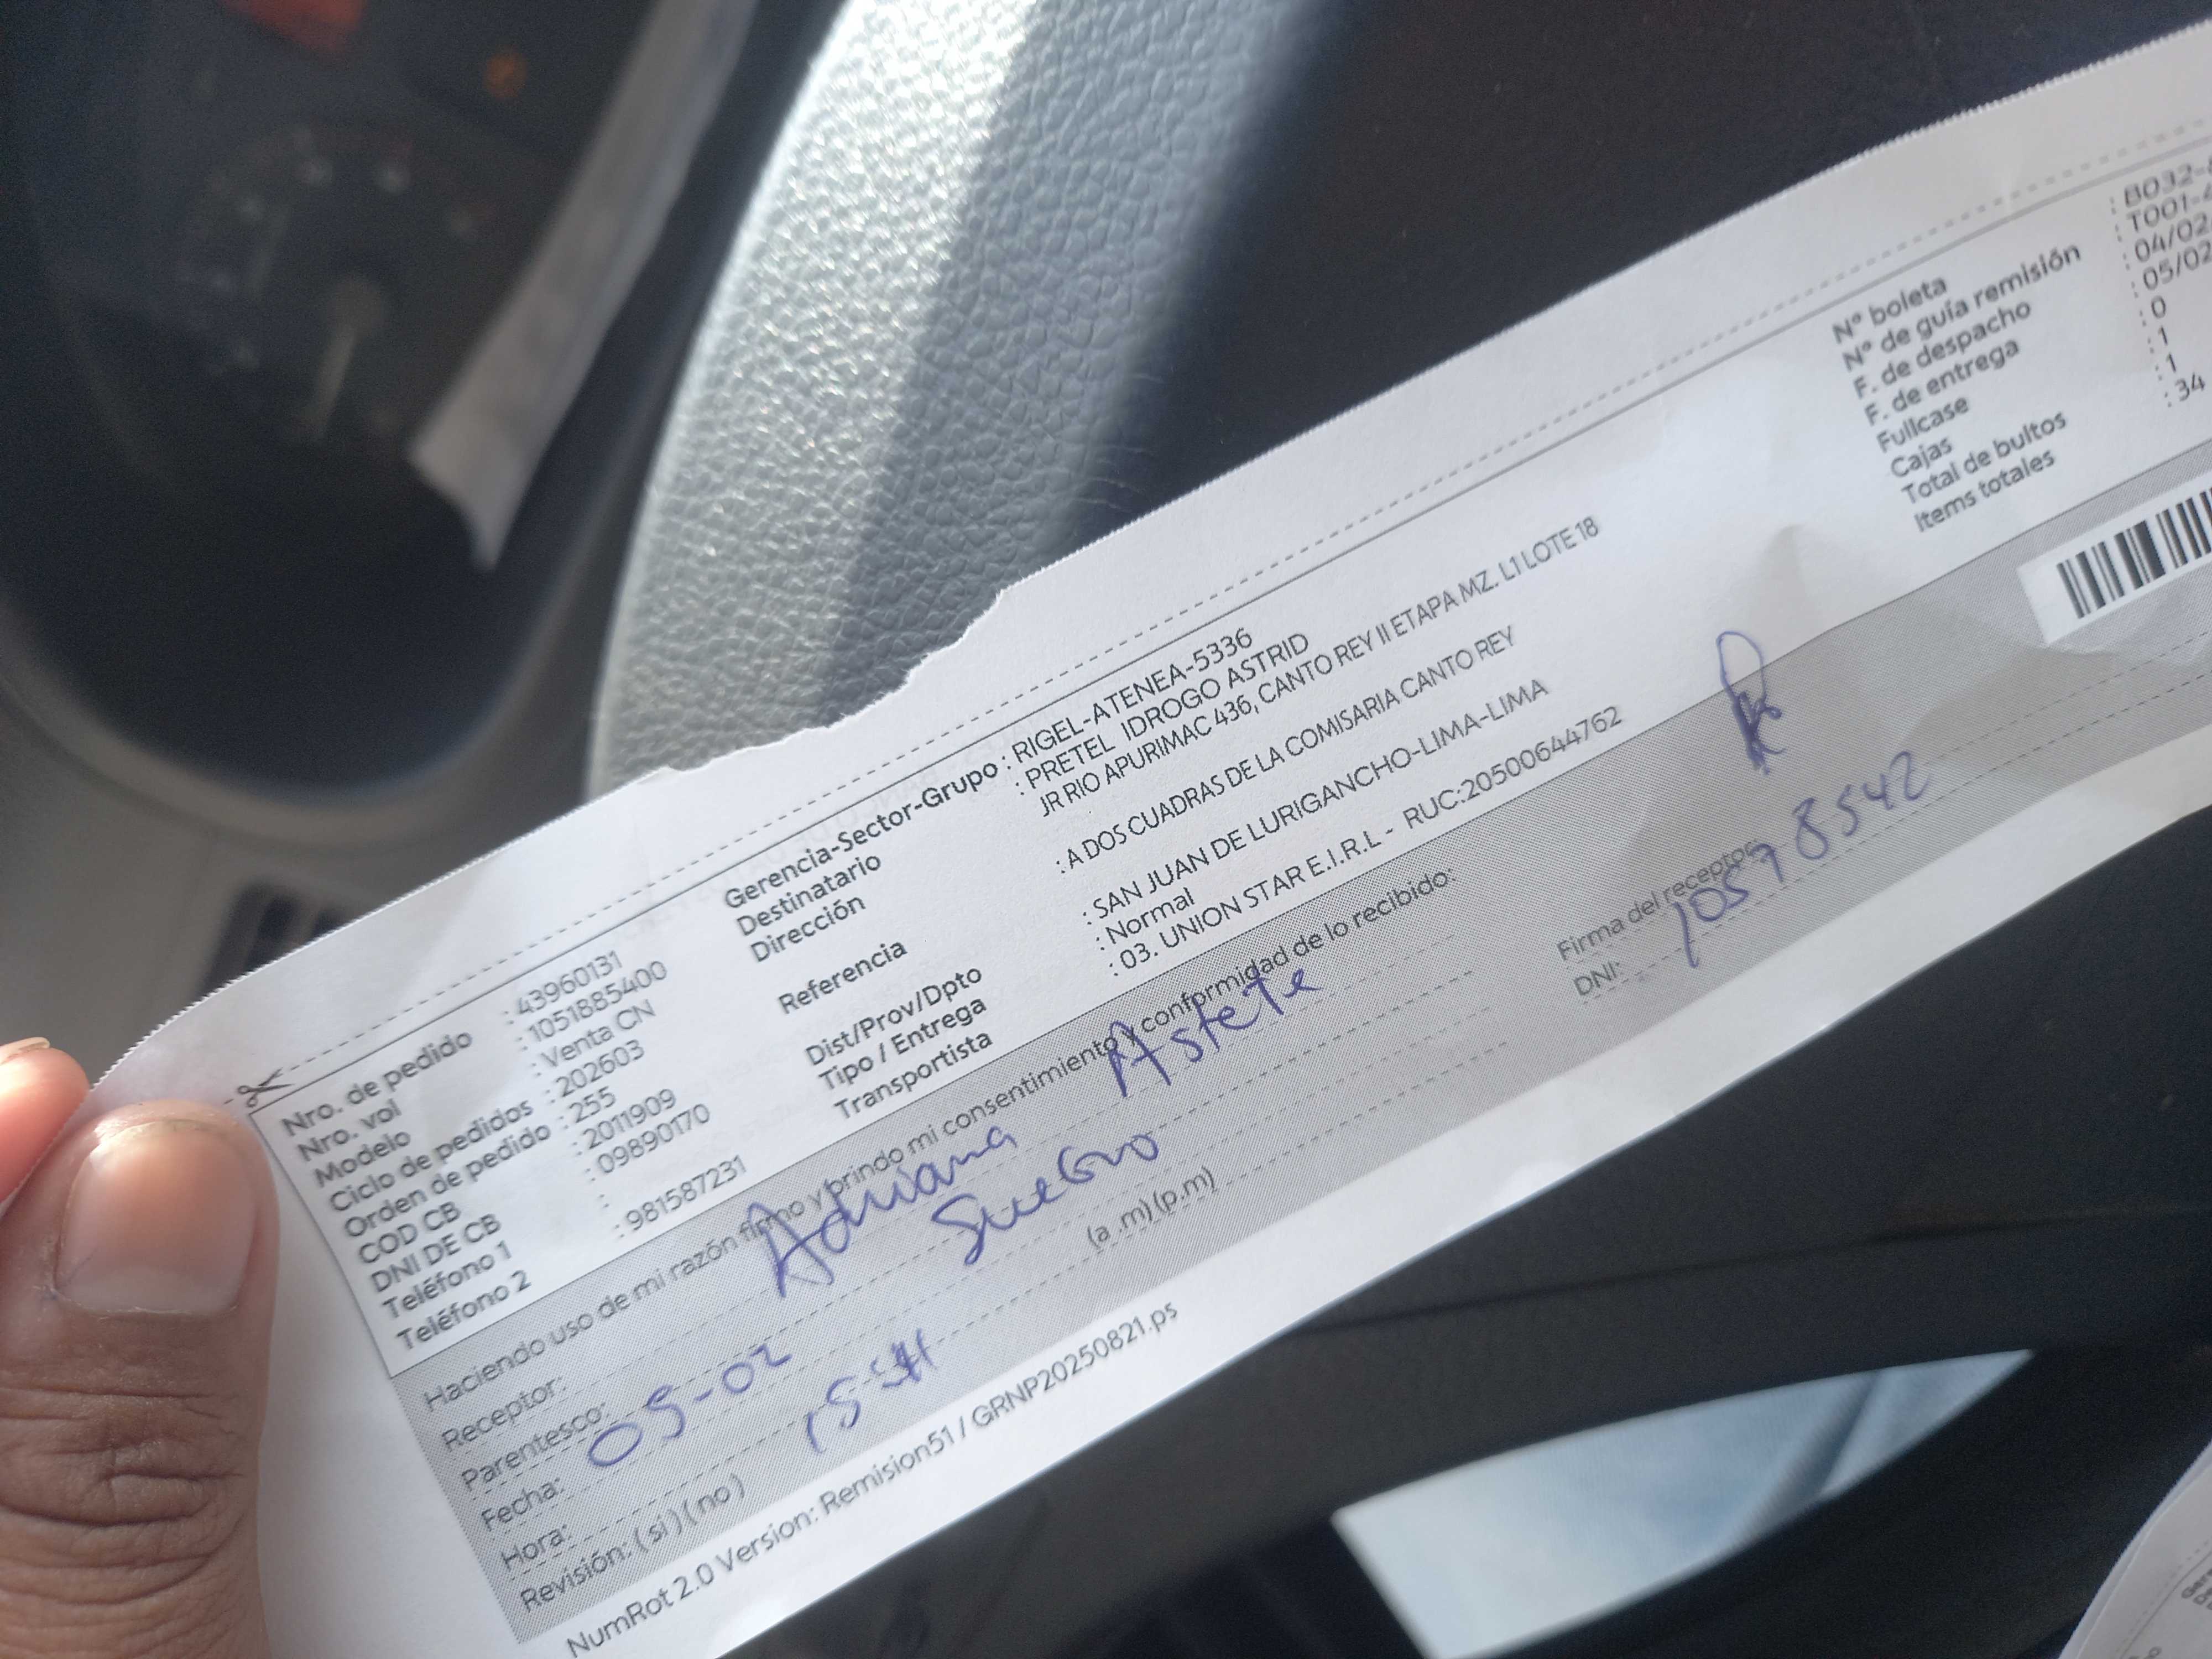 Nro. de pedido : 43960131
Nro. vol : 1051885400
Modelo : Venta CN
Ciclo de pedidos : 202603
Orden de pedido : 255
COD CB : 2011909
DNI DE CB : 09890170
Teléfono 1 :
Teléfono 2 : 981587231
Gerencia-Sector-Grupo : RIGEL-ATENEA-5336
Destinatario : PRETEL IDROGO ASTRID
Dirección JR RIO APURIMAC 436, CANTO REY II ETAPA MZ. L1 LOTE 18
Referencia : A DOS CUADRAS DE LA COMISARIA CANTO REY
Dist/Prov/Dpto : SAN JUAN DE LURIGANCHO-LIMA-LIMA
Tipo / Entrega : Normal
Transportista : 03. UNION STAR E.I.R.L - RUC:20500644762
N° boleta : B032-
N° de guía remisión : T001-
F. de despacho : 04/02
F. de entrega : 05/02
Fullcase : 0
Cajas : 1
Total de bultos : 1
Items totales : 34
Haciendo uso de mi razón firmo y brindo mi consentimiento y conformidad de lo recibido:
Receptor: Adriana Astete
Parentesco: Suegro
Fecha: 05-02
Hora: (a .m) (p.m)
Revisión: ( si ) ( no )
Firma del receptor
DNI: 10578542
NumRot 2.0 Version: Remision51 / GRNP20250821.ps